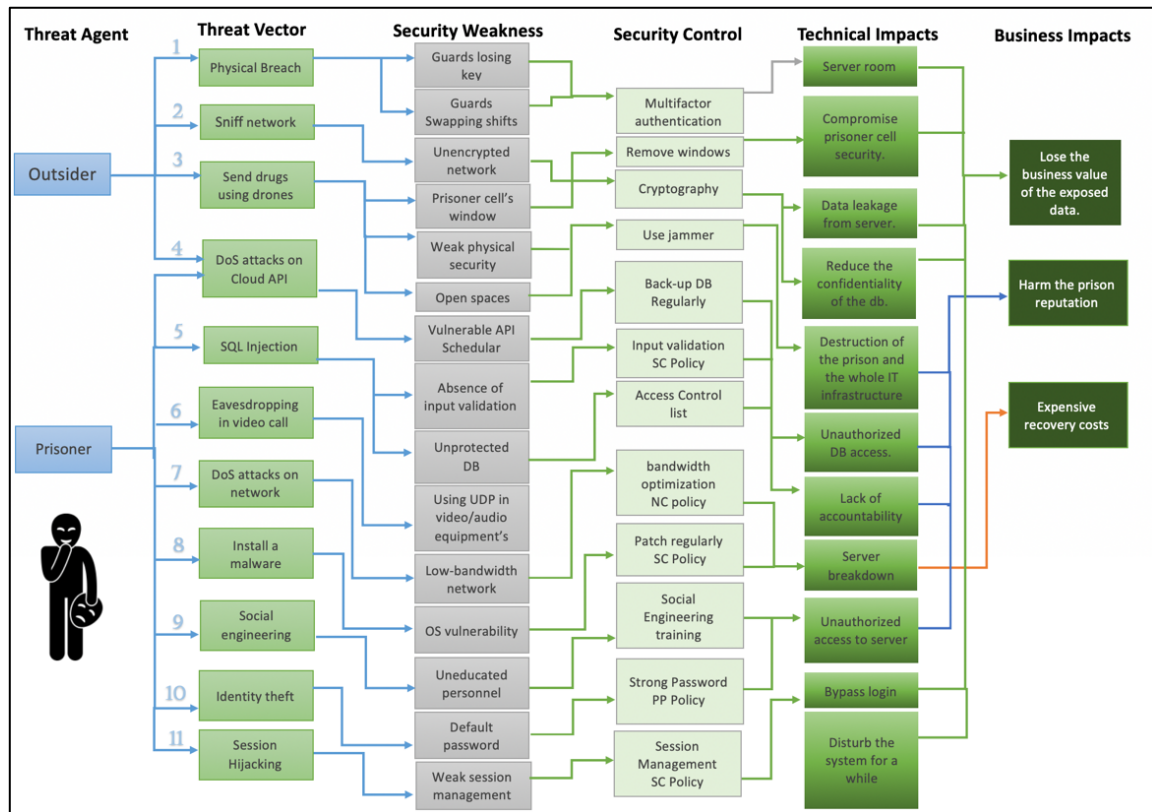 Threat Agent
Threat Vector
Security Weakness
Security Control
Technical Impacts
Business Impacts
Outsider
Prisoner
1
Physical Breach
2
Sniff network
3
Send drugs
using drones
4
DoS attacks on
Cloud API
5
SQL Injection
6
Eavesdropping
in video call
7
DoS attacks on
network
8
Install a
malware
9
Social
engineering
10
Identity theft
11
Session
Hijacking
Guards losing
key
Guards
Swapping shifts
Unencrypted
network
Prisoner cell's
window
Weak physical
security
Open spaces
Vulnerable API
Schedular
Absence of
input validation
Unprotected
DB
Using UDP in
video/audio
equipment's
Low-bandwidth
network
OS vulnerability
Uneducated
personnel
Default
password
Weak session
management
Multifactor
authentication
Remove windows
Cryptography
Use jammer
Back-up DB
Regularly
Input validation
SC Policy
Access Control
list
bandwidth
optimization
NC policy
Patch regularly
SC Policy
Social
Engineering
training
Strong Password
PP Policy
Session
Management
SC Policy
Server room
Compromise
prisoner cell
security.
Data leakage
from server.
Reduce the
confidentiality
of the db.
Destruction of
the prison and
the whole IT
infrastructure
Unauthorized
DB access.
Lack of
accountability
Server
breakdown
Unauthorized
access to server
Bypass login
Disturb the
system for a
while
Lose the
business value
of the exposed
data.
Harm the prison
reputation
Expensive
recovery costs